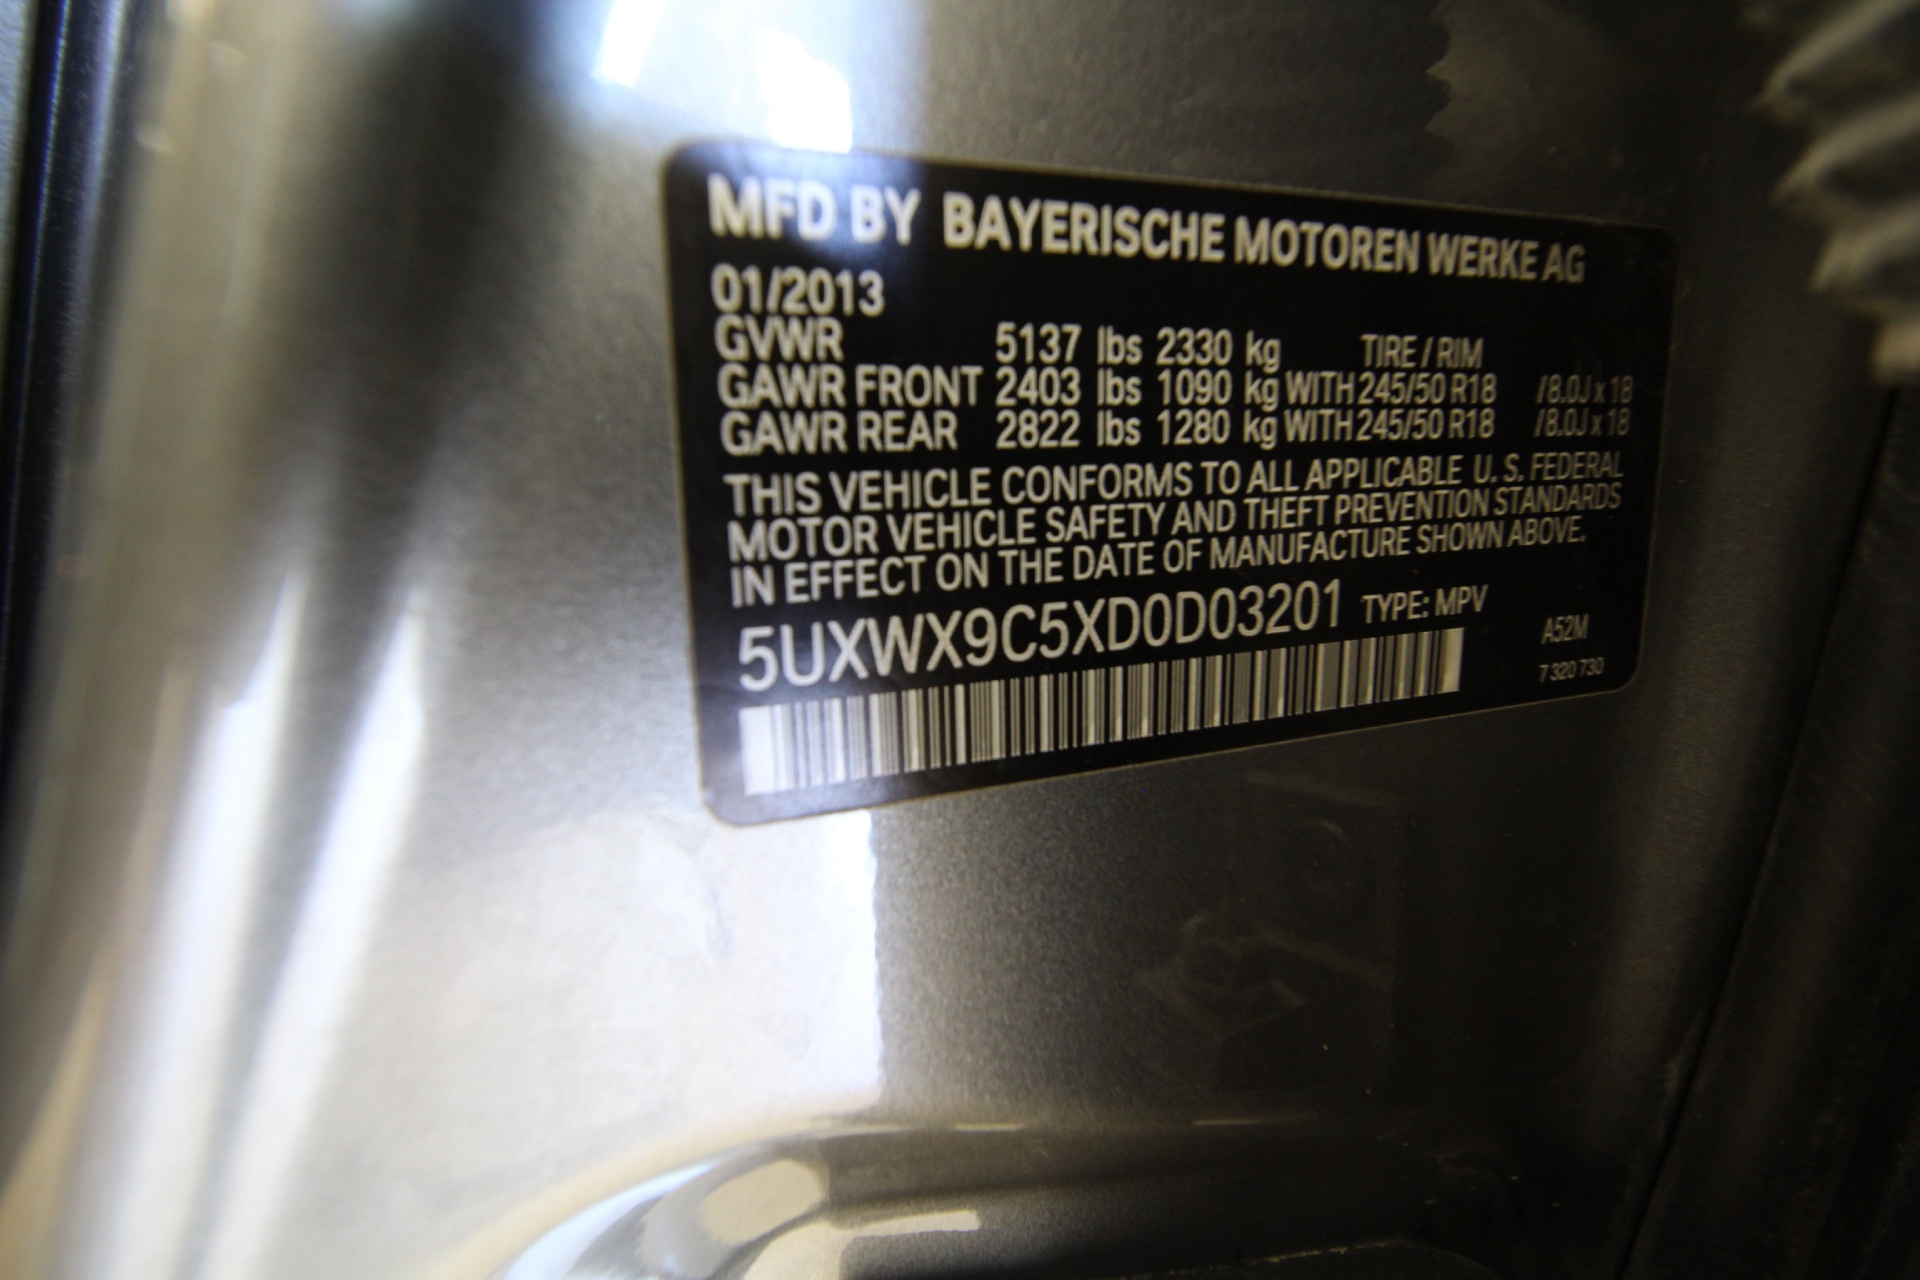 MFD BY BAYERISCHE MOTOREN WERKE AG
01/2013
GVWR 5137 lbs 2330 kg TIRE / RIM
GAWR FRONT 2403 lbs 1090 kg WITH 245/50 R18 /8.0J x 18
GAWR REAR 2822 lbs 1280 kg WITH 245/50 R18 /8.0J x 18
THIS VEHICLE CONFORMS TO ALL APPLICABLE U. S. FEDERAL
MOTOR VEHICLE SAFETY AND THEFT PREVENTION STANDARDS
IN EFFECT ON THE DATE OF MANUFACTURE SHOWN ABOVE.
5UXWX9C5XD0D03201 TYPE: MPV
A52M
7 320 730